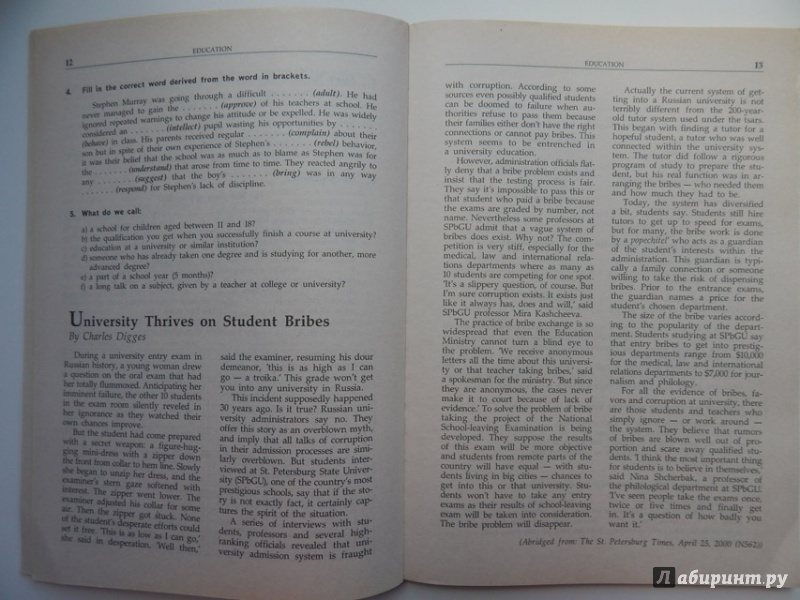 12
EDUCATION
4. Fill in the correct word derived from the word in brackets.
Stephen Murray was going through a difficult . . . . . . . (adult). He had
never managed to gain the . . . . . . . (approve) of his teachers at school. He
ignored repeated warnings to change his attitude or be expelled. He was widely
considered an . . . . . . . (intellect) pupil wasting his opportunities by . . . . . . .
(behave) in class. His parents received regular . . . . . . . (complain) about their
son but in spite of their own experience of Stephen's . . . . . . . (rebel) behavior,
it was their belief that the school was as much as to blame as Stephen was for
the . . . . . . . (understand) that arose from time to time. They reacted angrily to
any . . . . . . . (suggest) that the boy's . . . . . . . (bring) was in any way
. . . . . . . (respond) for Stephen's lack of discipline.
5. What do we call:
a) a school for children aged between 11 and 18?
b) the qualification you get when you successfully finish a course at university?
c) education at a university or similar institution?
d) someone who has already taken one degree and is studying for another, more
advanced degree?
e) a part of a school year (5 months)?
f) a long talk on a subject, given by a teacher at college or university?
University Thrives on Student Bribes
By Charles Digges
During a university entry exam in
Russian history, a young woman drew
a question on the oral exam that had
her totally flummoxed. Anticipating her
imminent failure, the other 10 students
in the exam room silently reveled in
her ignorance as they watched their
own chances improve.
But the student had come prepared
with a secret weapon: a figure-hug-
ging mini-dress with a zipper down
the front from collar to hem line. Slowly
she began to unzip her dress, and the
examiner's stern gaze softened with
interest. The zipper went lower. The
examiner adjusted his collar for some
air. Then the zipper got stuck. None
of the student's desperate efforts could
set it free. 'This is as low as I can go,'
she said in desperation. 'Well then,'
said the examiner, resuming his dour
demeanor, 'this is as high as I can
go — a troika.' This grade won't get
you into any university in Russia.
This incident supposedly happened
30 years ago. Is it true? Russian uni-
versity administrators say no. They
offer this story as an overblown myth,
and imply that all talks of corruption
in their admission processes are simi-
larly overblown. But students inter-
viewed at St. Petersburg State Univer-
sity (SPbGU), one of the country's most
prestigious schools, say that if the sto-
ry is not exactly fact, it certainly cap-
tures the spirit of the situation.
A series of interviews with stu-
dents, professors and several high-
ranking officials revealed that uni-
versity admission system is fraught
EDUCATION
13
with corruption. According to some
sources even possibly qualified students
can be doomed to failure when au-
thorities refuse to pass them because
their families either don't have the right
connections or cannot pay bribes. This
system seems to be entrenched in
a university education.
However, administration officials flat-
ly deny that a bribe problem exists and
insist that the testing process is fair.
They say it's impossible to pass this or
that student who paid a bribe because
the exams are graded by number, not
name. Nevertheless some professors at
SPbGU admit that a vague system of
bribes does exist. Why not? The com-
petition is very stiff, especially for the
medical, law and international rela-
tions departments where as many as
10 students are competing for one spot.
'It's a slippery question, of course. But
I'm sure corruption exists. It exists just
like it always has, does and will,' said
SPbGU professor Mira Kashcheeva.
The practice of bribe exchange is so
widespread that even the Education
Ministry cannot turn a blind eye to
the problem. 'We receive anonymous
letters all the time about this universi-
ty or that teacher taking bribes,' said
a spokesman for the ministry. 'But since
they are anonymous, the cases never
make it to court because of lack of
evidence.' To solve the problem of bribe
taking the project of the National
School-leaving Examination is being
developed. They suppose the results
of this exam will be more objective
and students from remote parts of the
country will have equal — with stu-
dents living in big cities — chances to
get into this or that university. Stu-
dents won't have to take any entry
exams as their results of school-leaving
exam will be taken into consideration.
The bribe problem will disappear.
Actually the current system of get-
ting into a Russian university is not
terribly different from the 200-year-
old tutor system used under the tsars.
This began with finding a tutor for a
hopeful student, a tutor who was well
connected within the university sys-
tem. The tutor did follow a rigorous
program of study to prepare the stu-
dent, but his real function was in ar-
ranging the bribes — who needed them
and how much they had to be.
Today, the system has diversified
a bit, students say. Students still hire
tutors to get up to speed for exams,
but for many, the bribe work is done
by a popechitel' who acts as a guardian
of the student's interests within the
administration. This guardian is typi-
cally a family connection or someone
willing to take the risk of dispensing
bribes. Prior to the entrance exams,
the guardian names a price for the
student's chosen department.
The size of the bribe varies accord-
ing to the popularity of the depart-
ment. Students studying at SPbGU say
that entry bribes to get into prestig-
ious departments range from $10,000
for the medical, law and international
relations departments to $7,000 for jour-
nalism and philology.
For all the evidence of bribes, fa-
vors and corruption at university, there
are those students and teachers who
simply ignore — or work around —
the system. They believe that rumors
of bribes are blown well out of pro-
portion and scare away qualified stu-
dents. 'I think the most important thing
for students is to believe in themselves,'
said Nina Shcherbak, a professor of
the philological department at SPbGU.
'I've seen people take the exams once,
twice or five times and finally get
in. It's a question of how badly you
want it.'
(Abridged from: The St. Petersburg Times, April 25, 2000 (N562))
Лабиринт.ру